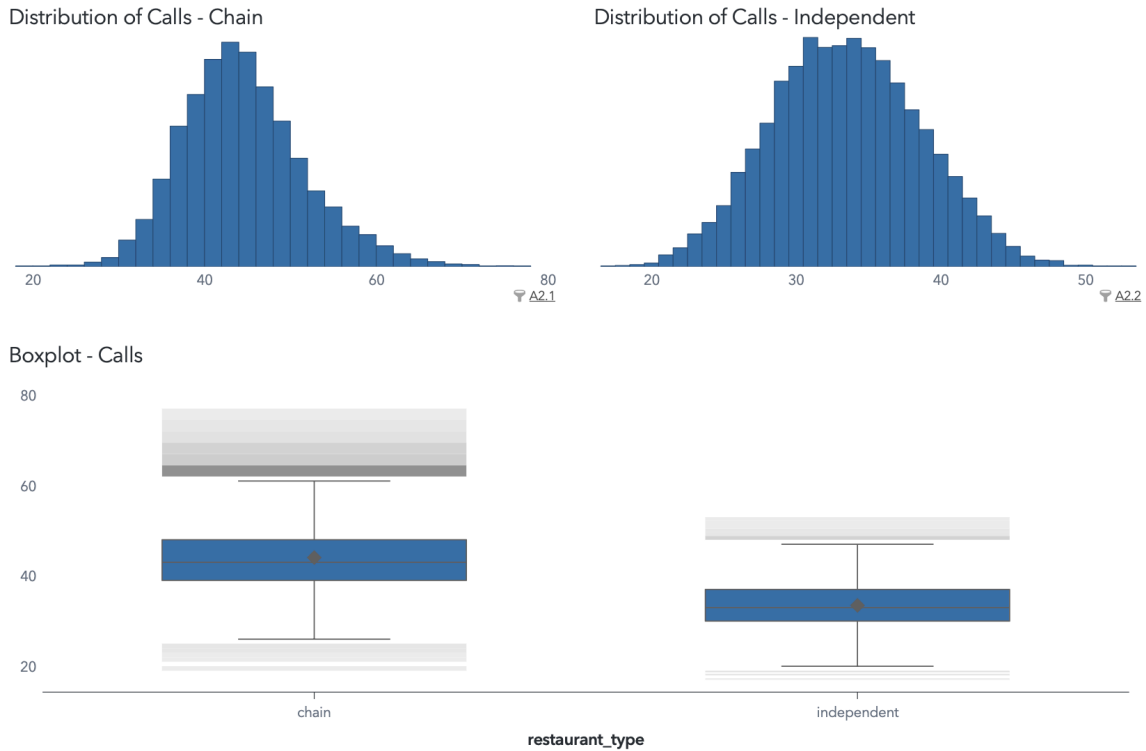 Distribution of Calls - Chain
20 40 60 80
A2.1
Distribution of Calls - Independent
20 30 40 50
A2.2
Boxplot - Calls
80
60
40
20
chain independent
restaurant_type